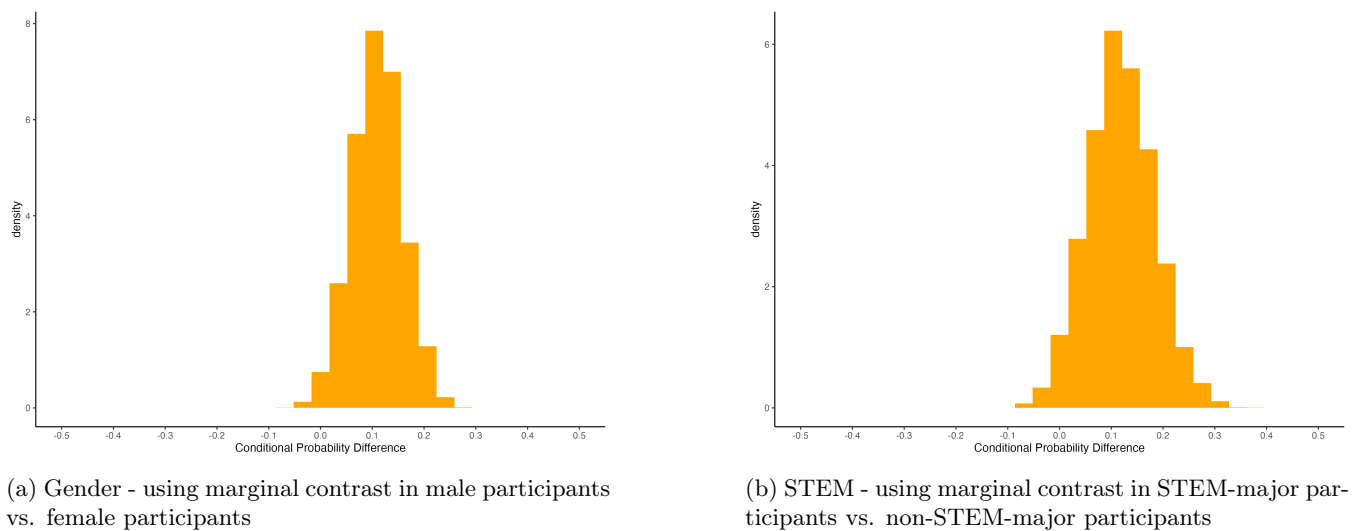 8
6
4
2
0
density
-0.5 -0.4 -0.3 -0.2 -0.1 0.0 0.1 0.2 0.3 0.4 0.5
Conditional Probability Difference
(a) Gender - using marginal contrast in male participants
vs. female participants
6
4
2
0
density
-0.5 -0.4 -0.3 -0.2 -0.1 0.0 0.1 0.2 0.3 0.4 0.5
Conditional Probability Difference
(b) STEM - using marginal contrast in STEM-major par-
ticipants vs. non-STEM-major participants